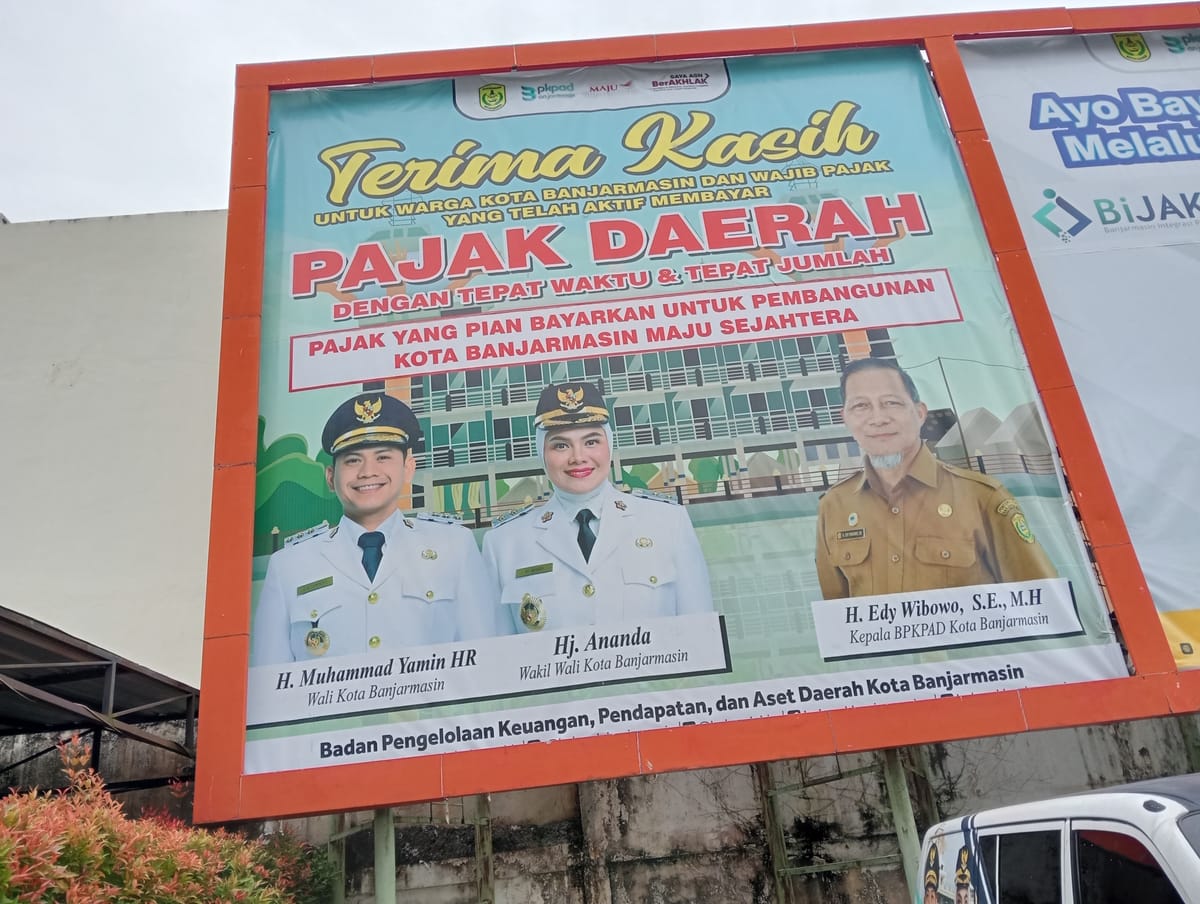 pkpad
MAJU
GAYA ASN
BerAKHLAK
Terima Kasih
UNTUK WARGA KOTA BANJARMASIN DAN WAJIB PAJAK
YANG TELAH AKTIF MEMBAYAR
PAJAK DAERAH
DENGAN TEPAT WAKTU & TEPAT JUMLAH
PAJAK YANG PIAN BAYARKAN UNTUK PEMBANGUNAN
KOTA BANJARMASIN MAJU SEJAHTERA
H. Muhammad Yamin HR
Wali Kota Banjarmasin
Hj. Ananda
Wakil Wali Kota Banjarmasin
H. Edy Wibowo, S.E., M.H
Kepala BPKPAD Kota Banjarmasin
Badan Pengelolaan Keuangan, Pendapatan, dan Aset Daerah Kota Banjarmasin
Ayo Bay
Melalu
BiJAK
Banjarmasin Integrasi